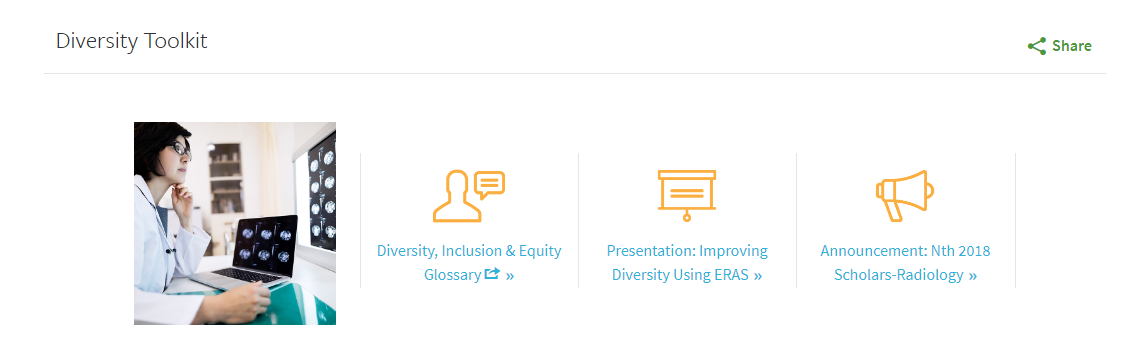 Diversity Toolkit
Share
Diversity, Inclusion & Equity
Glossary »
Presentation: Improving
Diversity Using ERAS »
Announcement: Nth 2018
Scholars-Radiology »